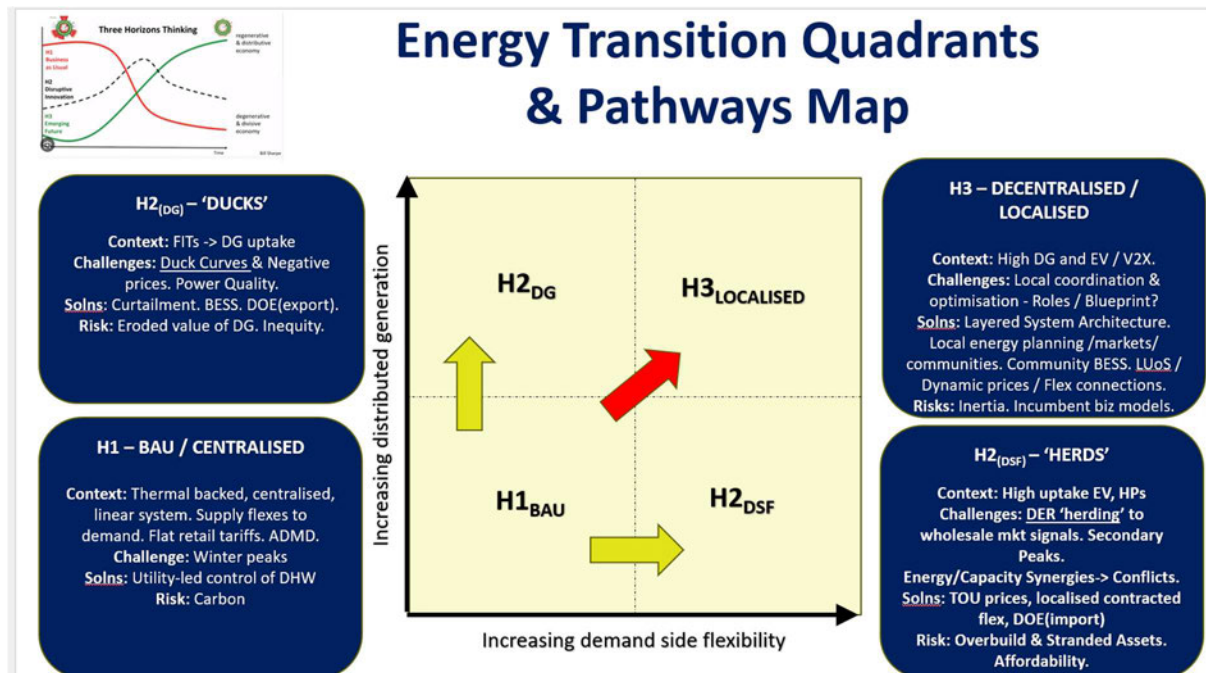 Three Horizons Thinking
H1
Business
as Usual
H2
Disruptive
Innovation
H3
Emerging
Future
regenerative
& distributive
economy
degenerative
& divisive
economy
Time
Bill Sharpe
Energy Transition Quadrants
& Pathways Map
H2(DG) – ‘DUCKS’
Context: FITs -> DG uptake
Challenges: Duck Curves & Negative
prices. Power Quality.
Solns: Curtailment. BESS. DOE(export).
Risk: Eroded value of DG. Inequity.
H1 – BAU / CENTRALISED
Context: Thermal backed, centralised,
linear system. Supply flexes to
demand. Flat retail tariffs. ADMD.
Challenge: Winter peaks
Solns: Utility-led control of DHW
Risk: Carbon
Increasing distributed generation
H2DG
H3LOCALISED
H1BAU
H2DSF
Increasing demand side flexibility
H3 – DECENTRALISED /
LOCALISED
Context: High DG and EV / V2X.
Challenges: Local coordination &
optimisation - Roles / Blueprint?
Solns: Layered System Architecture.
Local energy planning /markets/
communities. Community BESS. LUoS /
Dynamic prices / Flex connections.
Risks: Inertia. Incumbent biz models.
H2(DSF) – ‘HERDS’
Context: High uptake EV, HPs
Challenges: DER ‘herding’ to
wholesale mkt signals. Secondary
Peaks.
Energy/Capacity Synergies-> Conflicts.
Solns: TOU prices, localised contracted
flex, DOE(import)
Risk: Overbuild & Stranded Assets.
Affordability.